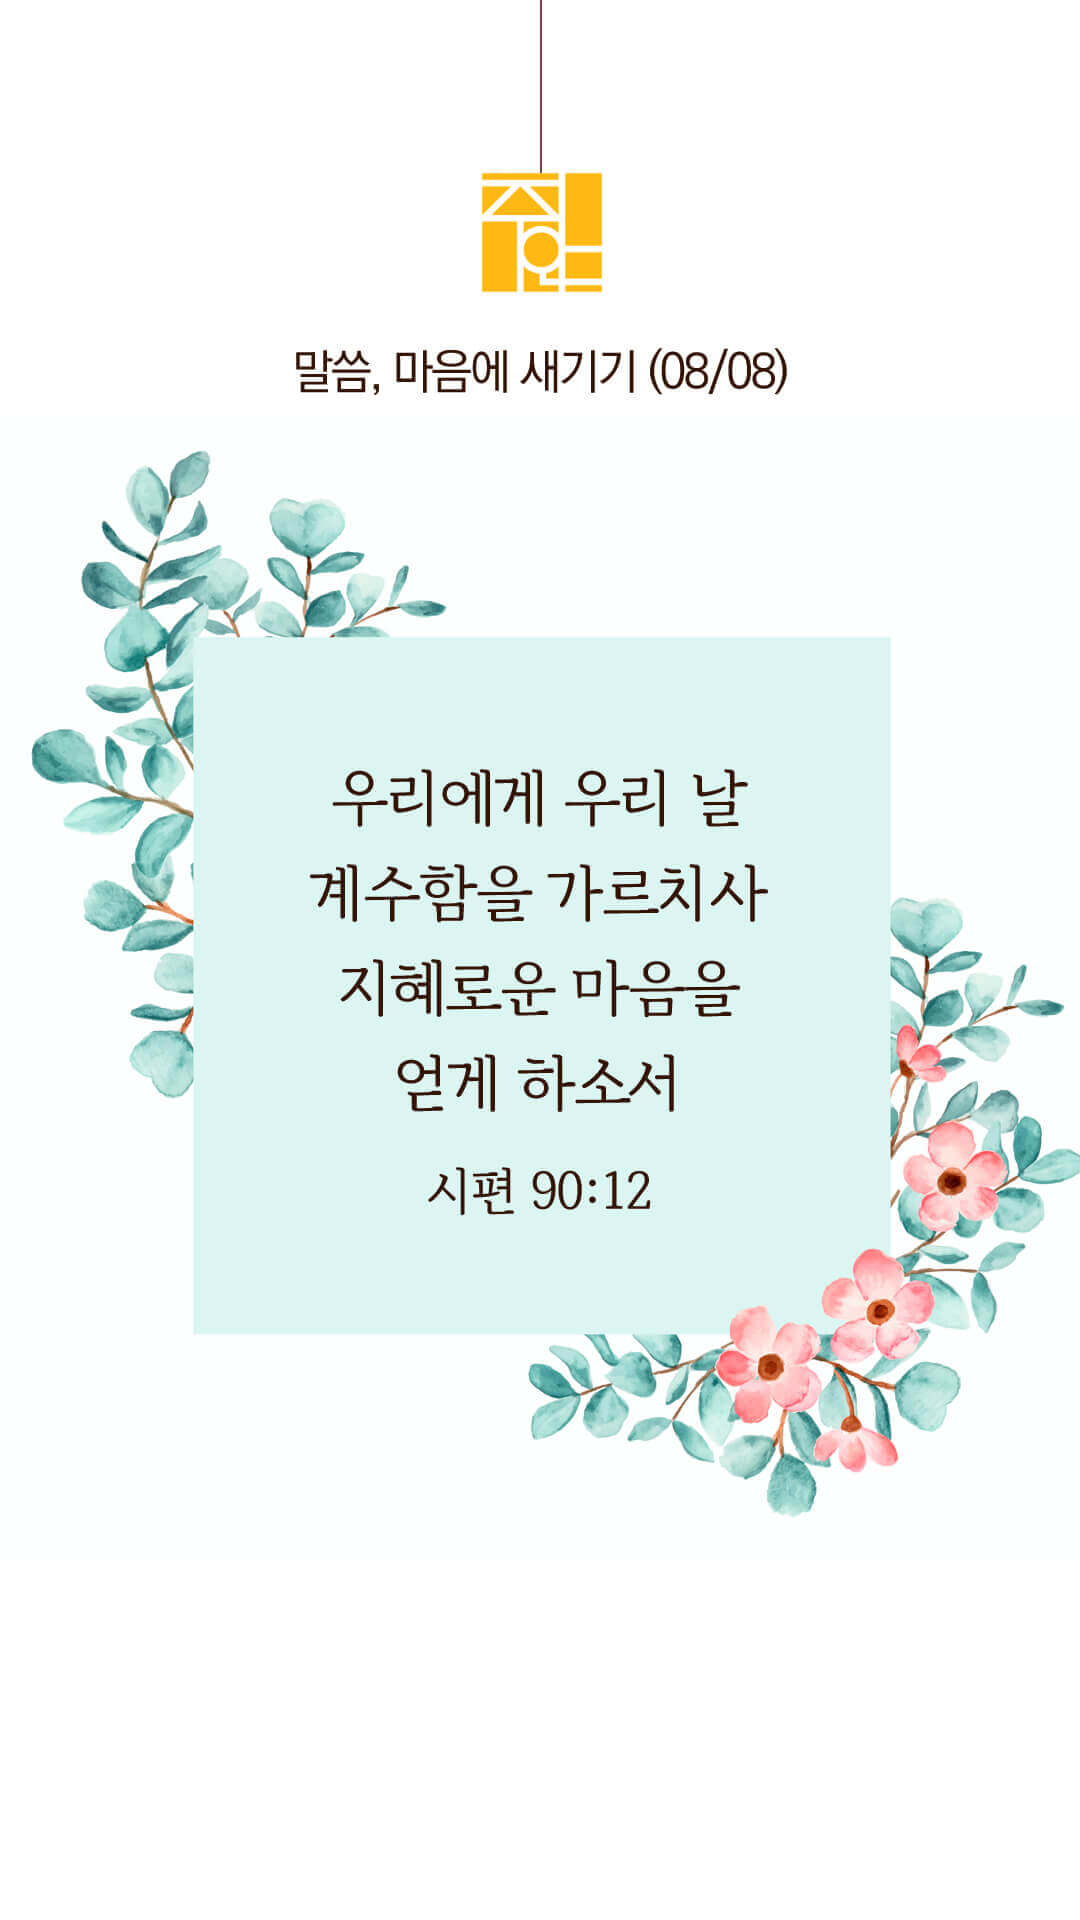 주인
말씀, 마음에 새기기 (08/08)
우리에게 우리 날
계수함을 가르치사
지혜로운 마음을
얻게 하소서
시편 90:12